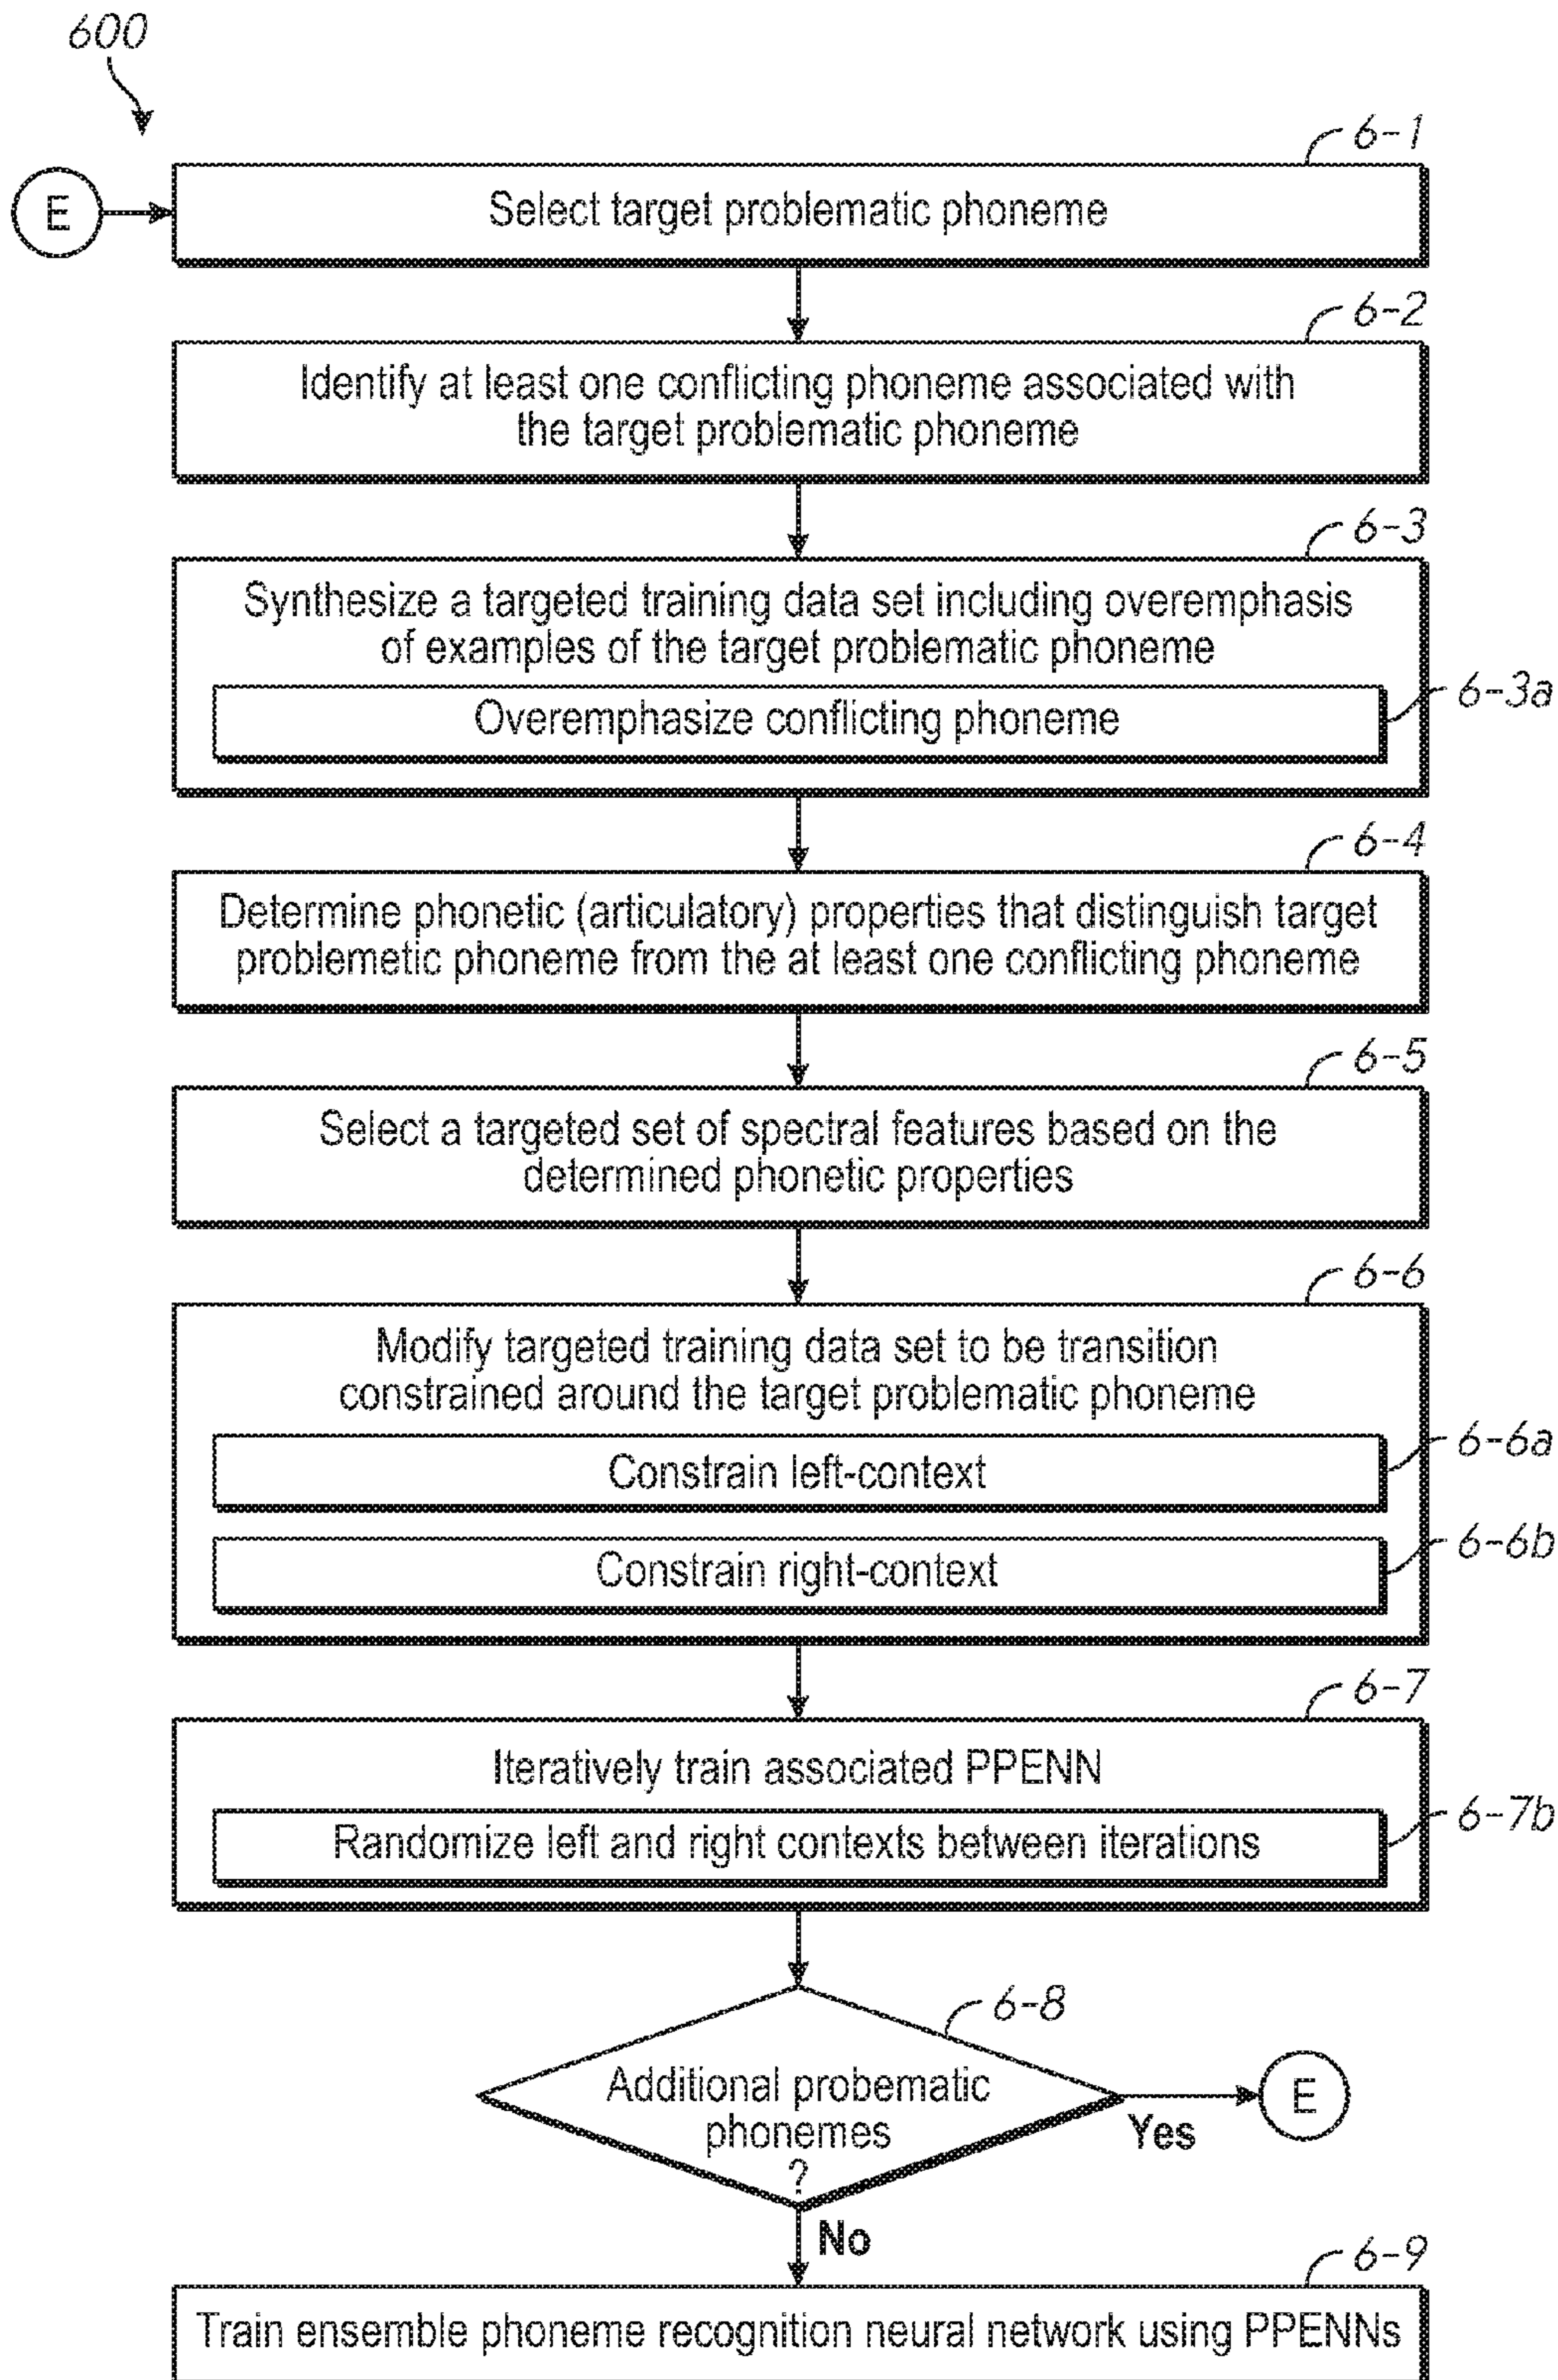 600
6-1
E
Select target problematic phoneme
6-2
Identify at least one conflicting phoneme associated with
the target problematic phoneme
6-3
Synthesize a targeted training data set including overemphasis
of examples of the target problematic phoneme
Overemphasize conflicting phoneme
6-3a
6-4
Determine phonetic (articulatory) properties that distinguish target
problemetic phoneme from the at least one conflicting phoneme
6-5
Select a targeted set of spectral features based on the
determined phonetic properties
6-6
Modify targeted training data set to be transition
constrained around the target problematic phoneme
Constrain left-context
6-6a
Constrain right-context
6-6b
6-7
Iteratively train associated PPENN
Randomize left and right contexts between iterations
6-7b
6-8
Additional probematic
phonemes
?
Yes
E
No
6-9
Train ensemble phoneme recognition neural network using PPENNs